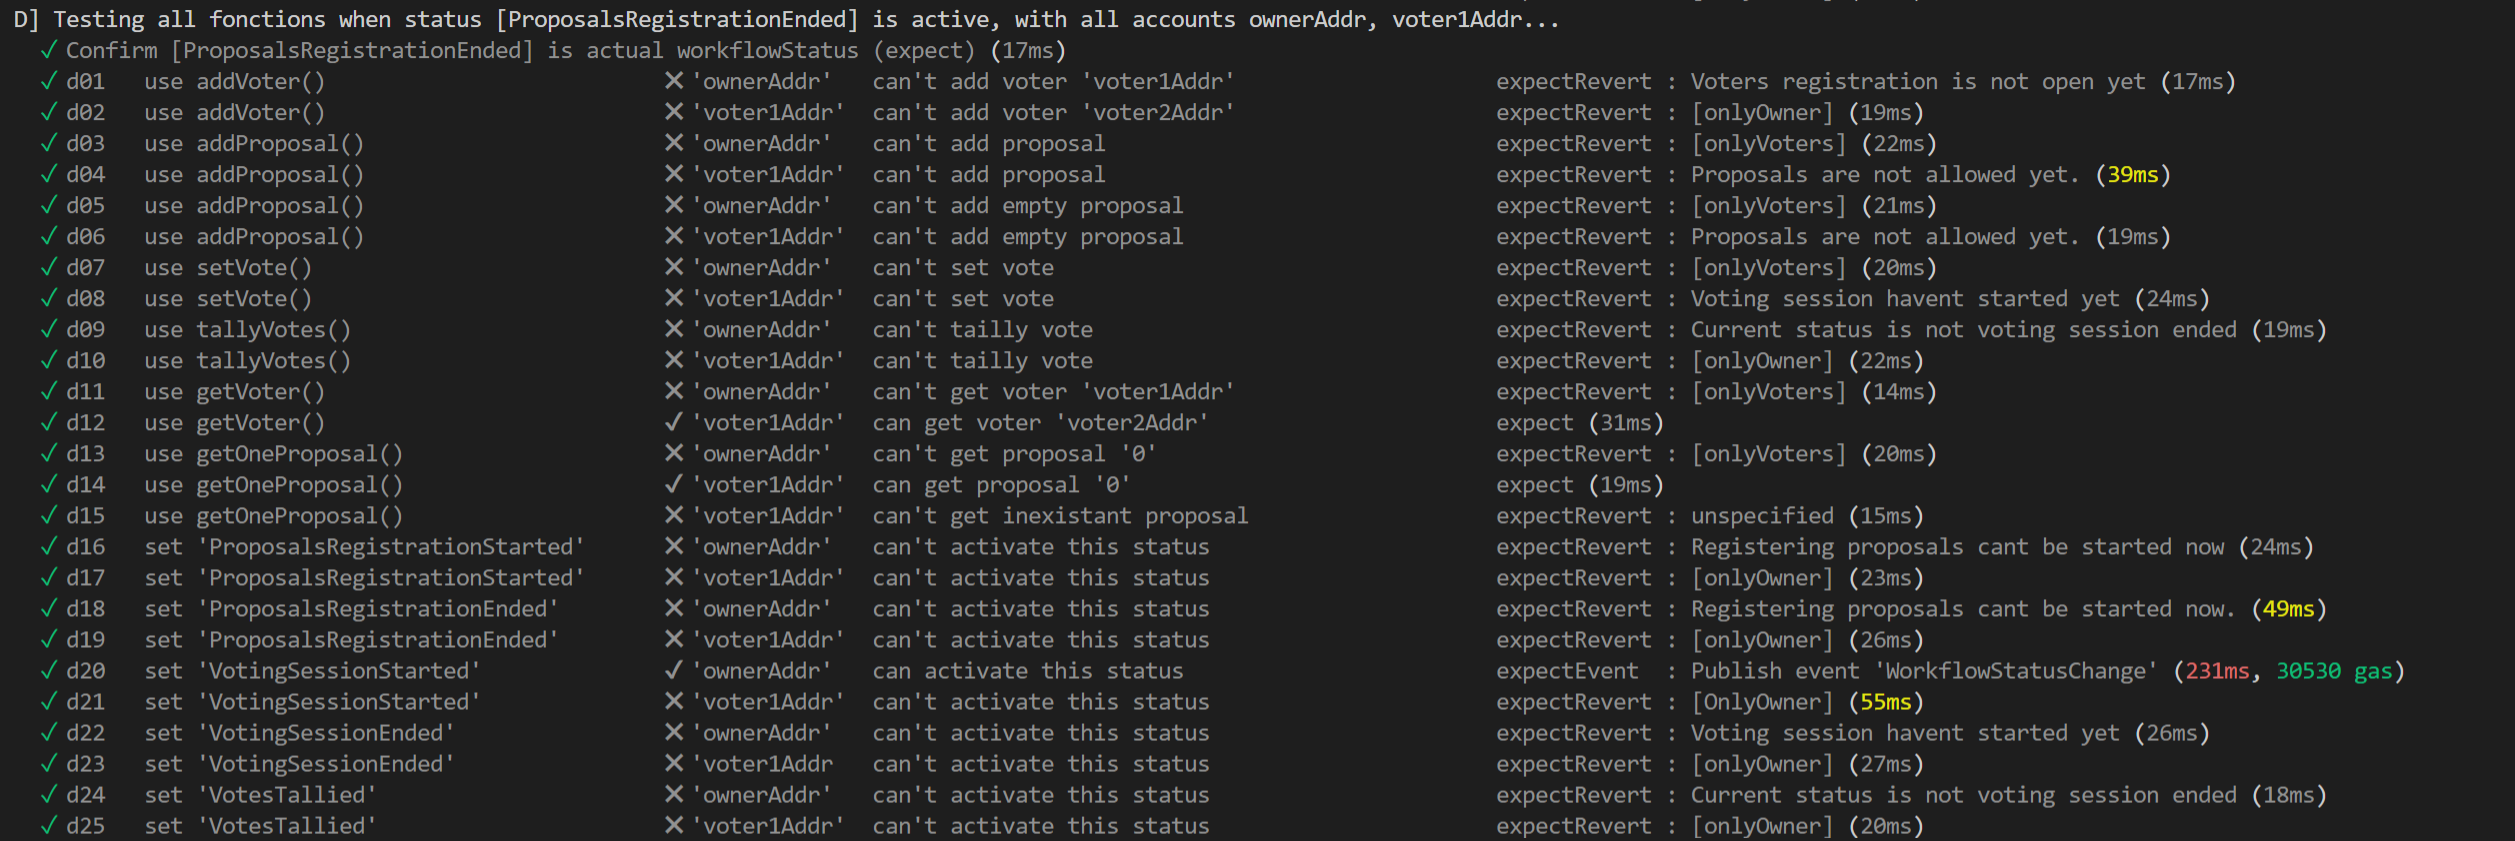 D] Testing all fonctions when status [ProposalsRegistrationEnded] is active, with all accounts ownerAddr, voter1Addr...
✓ Confirm [ProposalsRegistrationEnded] is actual workflowStatus (expect) (17ms)
✓ d01 use addVoter() ❌ 'ownerAddr' can't add voter 'voter1Addr' expectRevert : Voters registration is not open yet (17ms)
✓ d02 use addVoter() ❌ 'voter1Addr' can't add voter 'voter2Addr' expectRevert : [onlyOwner] (19ms)
✓ d03 use addProposal() ❌ 'ownerAddr' can't add proposal expectRevert : [onlyVoters] (22ms)
✓ d04 use addProposal() ❌ 'voter1Addr' can't add proposal expectRevert : Proposals are not allowed yet. (39ms)
✓ d05 use addProposal() ❌ 'ownerAddr' can't add empty proposal expectRevert : [onlyVoters] (21ms)
✓ d06 use addProposal() ❌ 'voter1Addr' can't add empty proposal expectRevert : Proposals are not allowed yet. (19ms)
✓ d07 use setVote() ❌ 'ownerAddr' can't set vote expectRevert : [onlyVoters] (20ms)
✓ d08 use setVote() ❌ 'voter1Addr' can't set vote expectRevert : Voting session havent started yet (24ms)
✓ d09 use tallyVotes() ❌ 'ownerAddr' can't tailly vote expectRevert : Current status is not voting session ended (19ms)
✓ d10 use tallyVotes() ❌ 'voter1Addr' can't tailly vote expectRevert : [onlyOwner] (22ms)
✓ d11 use getVoter() ❌ 'ownerAddr' can't get voter 'voter1Addr' expectRevert : [onlyVoters] (14ms)
✓ d12 use getVoter() ✔ 'voter1Addr' can get voter 'voter2Addr' expect (31ms)
✓ d13 use getOneProposal() ❌ 'ownerAddr' can't get proposal '0' expectRevert : [onlyVoters] (20ms)
✓ d14 use getOneProposal() ✔ 'voter1Addr' can get proposal '0' expect (19ms)
✓ d15 use getOneProposal() ❌ 'voter1Addr' can't get inexistant proposal expectRevert : unspecified (15ms)
✓ d16 set 'ProposalsRegistrationStarted' ❌ 'ownerAddr' can't activate this status expectRevert : Registering proposals cant be started now (24ms)
✓ d17 set 'ProposalsRegistrationStarted' ❌ 'voter1Addr' can't activate this status expectRevert : [onlyOwner] (23ms)
✓ d18 set 'ProposalsRegistrationEnded' ❌ 'ownerAddr' can't activate this status expectRevert : Registering proposals cant be started now. (49ms)
✓ d19 set 'ProposalsRegistrationEnded' ❌ 'voter1Addr' can't activate this status expectRevert : [onlyOwner] (26ms)
✓ d20 set 'VotingSessionStarted' ✔ 'ownerAddr' can activate this status expectEvent : Publish event 'WorkflowStatusChange' (231ms, 30530 gas)
✓ d21 set 'VotingSessionStarted' ❌ 'voter1Addr' can't activate this status expectRevert : [OnlyOwner] (55ms)
✓ d22 set 'VotingSessionEnded' ❌ 'ownerAddr' can't activate this status expectRevert : Voting session havent started yet (26ms)
✓ d23 set 'VotingSessionEnded' ❌ 'voter1Addr can't activate this status expectRevert : [onlyOwner] (27ms)
✓ d24 set 'VotesTallied' ❌ 'ownerAddr' can't activate this status expectRevert : Current status is not voting session ended (18ms)
✓ d25 set 'VotesTallied' ❌ 'voter1Addr' can't activate this status expectRevert : [onlyOwner] (20ms)